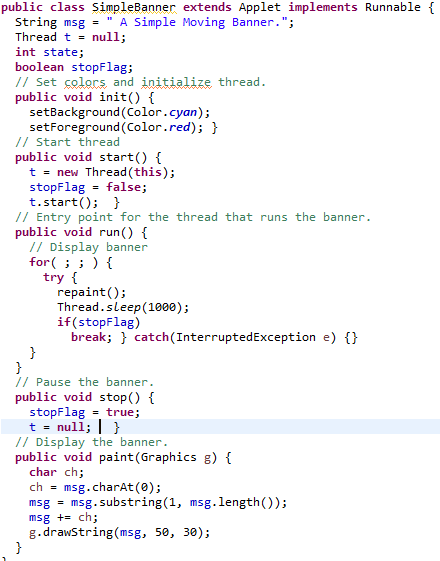 public class SimpleBanner extends Applet implements Runnable {
  String msg = " A Simple Moving Banner.";
  Thread t = null;
  int state;
  boolean stopFlag;
  // Set colors and initialize thread.
  public void init() {
    setBackground(Color.cyan);
    setForeground(Color.red); }
  // Start thread
  public void start() {
    t = new Thread(this);
    stopFlag = false;
    t.start();  }
  // Entry point for the thread that runs the banner.
  public void run() {
    // Display banner
    for( ; ; ) {
      try {
        repaint();
        Thread.sleep(1000);
        if(stopFlag)
          break; } catch(InterruptedException e) {}
    }
  }
  // Pause the banner.
  public void stop() {
    stopFlag = true;
    t = null;   }
  // Display the banner.
  public void paint(Graphics g) {
    char ch;
    ch = msg.charAt(0);
    msg = msg.substring(1, msg.length());
    msg += ch;
    g.drawString(msg, 50, 30);
  }
}